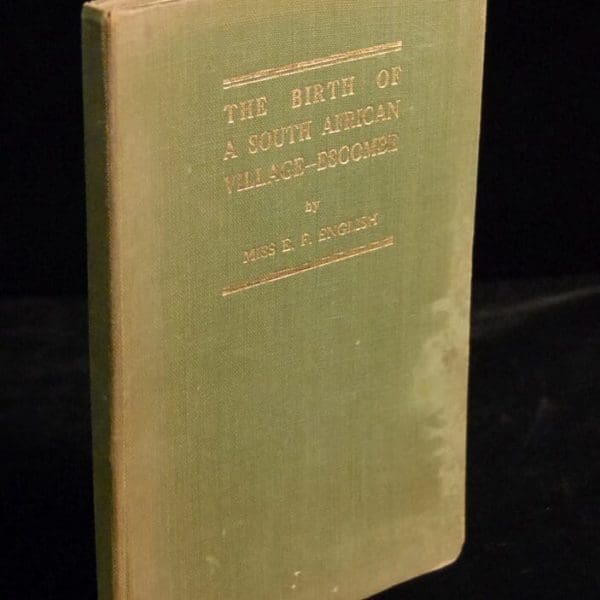 THE BIRTH OF
A SOUTH AFRICAN
VILLAGE—ESCOMBE
by
MISS E. F. ENGLISH